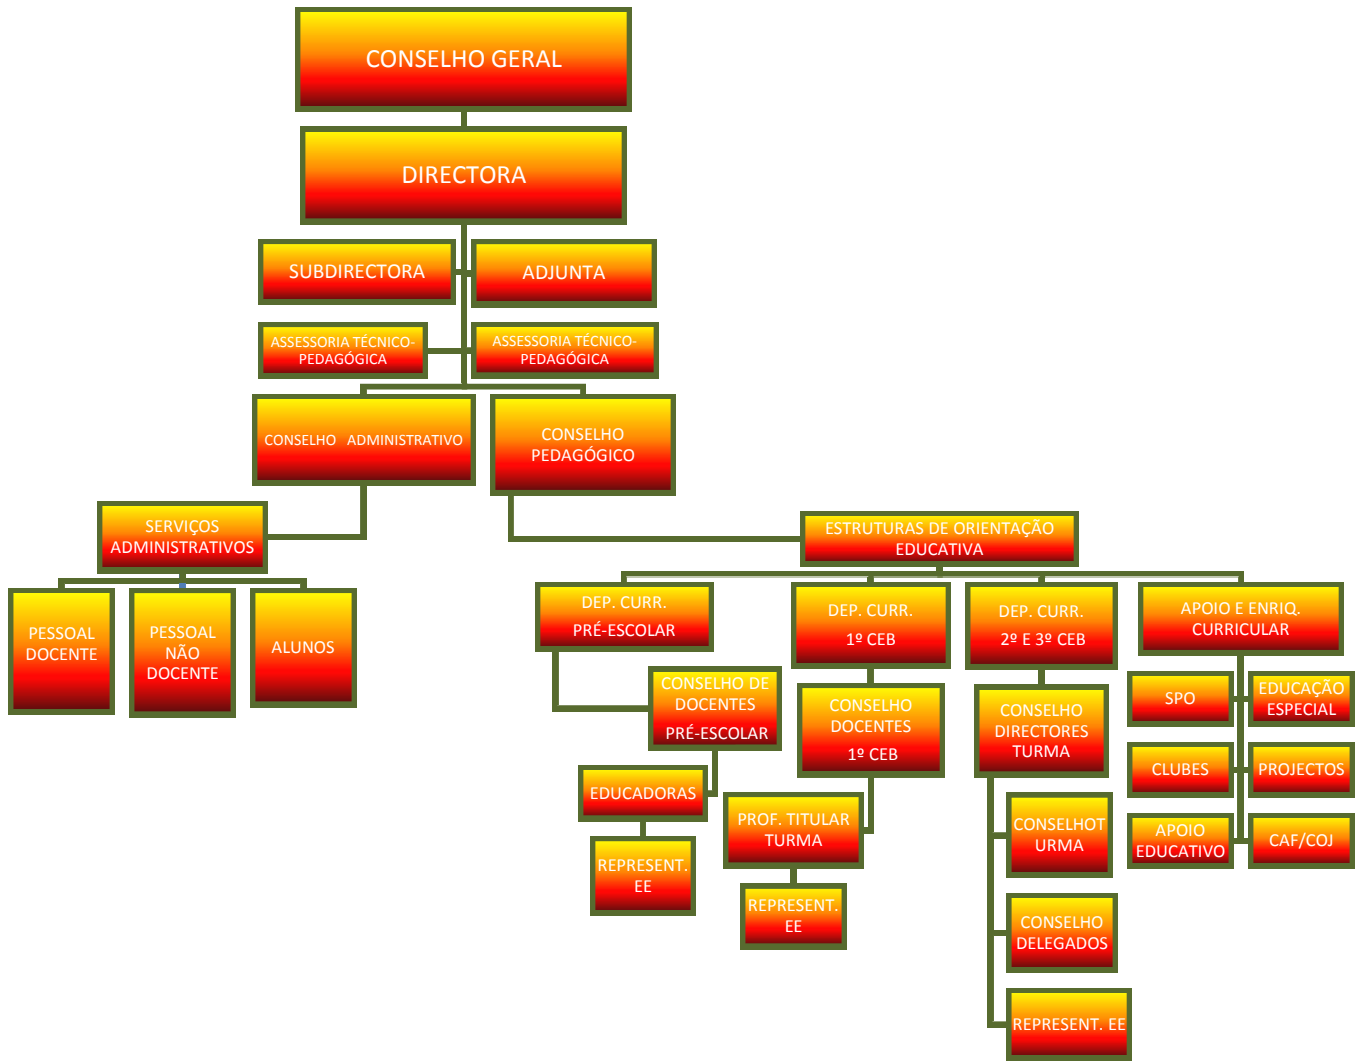 CONSELHO GERAL
DIRECTORA
SUBDIRECTORA
ADJUNTA
ASSESSORIA TÉCNICO-
PEDAGÓGICA
ASSESSORIA TÉCNICO-
PEDAGÓGICA
CONSELHO ADMINISTRATIVO
CONSELHO
PEDAGÓGICO
SERVIÇOS
ADMINISTRATIVOS
ESTRUTURAS DE ORIENTAÇÃO
EDUCATIVA
PESSOAL
DOCENTE
PESSOAL
NÃO
DOCENTE
ALUNOS
DEP. CURR.
PRÉ-ESCOLAR
DEP. CURR.
1º CEB
DEP. CURR.
2º E 3º CEB
APOIO E ENRIQ.
CURRICULAR
CONSELHO DE
DOCENTES
PRÉ-ESCOLAR
CONSELHO
DOCENTES
1º CEB
CONSELHO
DIRECTORES
TURMA
SPO
EDUCAÇÃO
ESPECIAL
CLUBES
PROJECTOS
EDUCADORAS
PROF. TITULAR
TURMA
CONSELHOT
URMA
APOIO
EDUCATIVO
CAF/COJ
REPRESENT.
EE
REPRESENT.
EE
CONSELHO
DELEGADOS
REPRESENT. EE